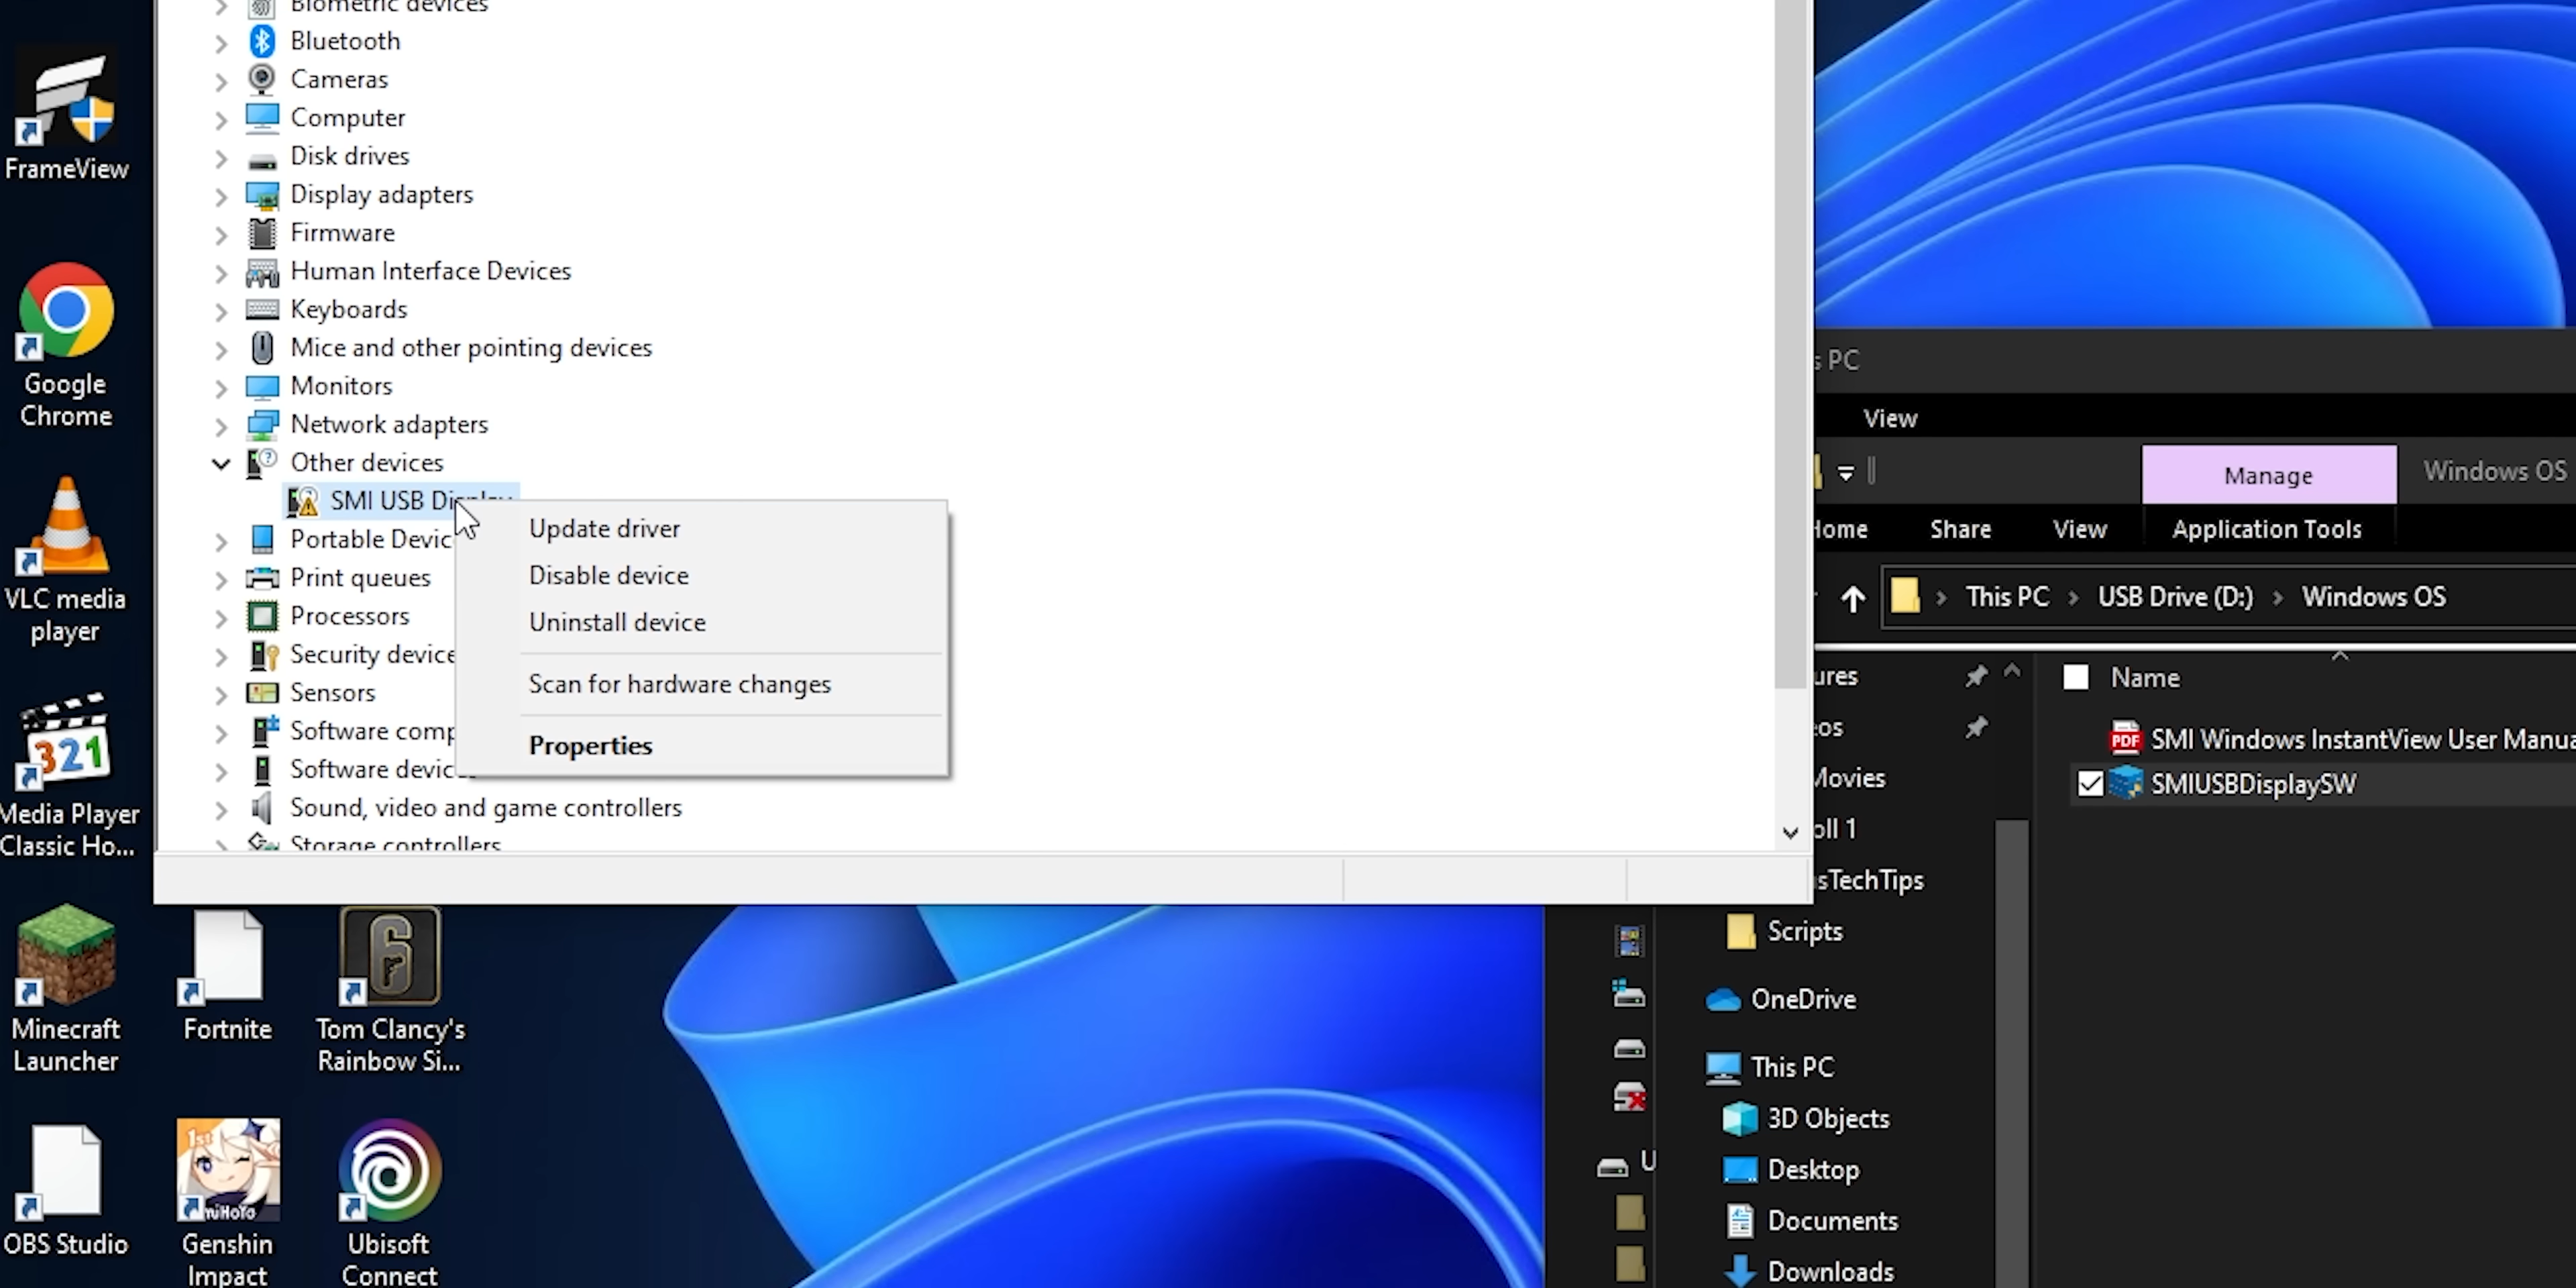 FrameView
Google
Chrome
VLC media
player
Media Player
Classic Ho...
Minecraft
Launcher
Fortnite
Tom Clancy's
Rainbow Si...
OBS Studio
Genshin
Impact
Ubisoft
Connect
Biometric devices
Bluetooth
Cameras
Computer
Disk drives
Display adapters
Firmware
Human Interface Devices
Keyboards
Mice and other pointing devices
Monitors
Network adapters
Other devices
SMI USB Display
Portable Devic
Print queues
Processors
Security device
Sensors
Software comp
Software devic
Sound, video and game controllers
Storage controllers
Update driver
Disable device
Uninstall device
Scan for hardware changes
Properties
s PC
View
Manage
Windows OS
Home
Share
View
Application Tools
This PC > USB Drive (D:) > Windows OS
ures
eos
Movies
oll 1
sTechTips
Scripts
OneDrive
This PC
3D Objects
Desktop
Documents
Downloads
U
Name
PDF
SMI Windows InstantView User Manua
SMIUSBDisplaySW
321
6
1st
miHoYo